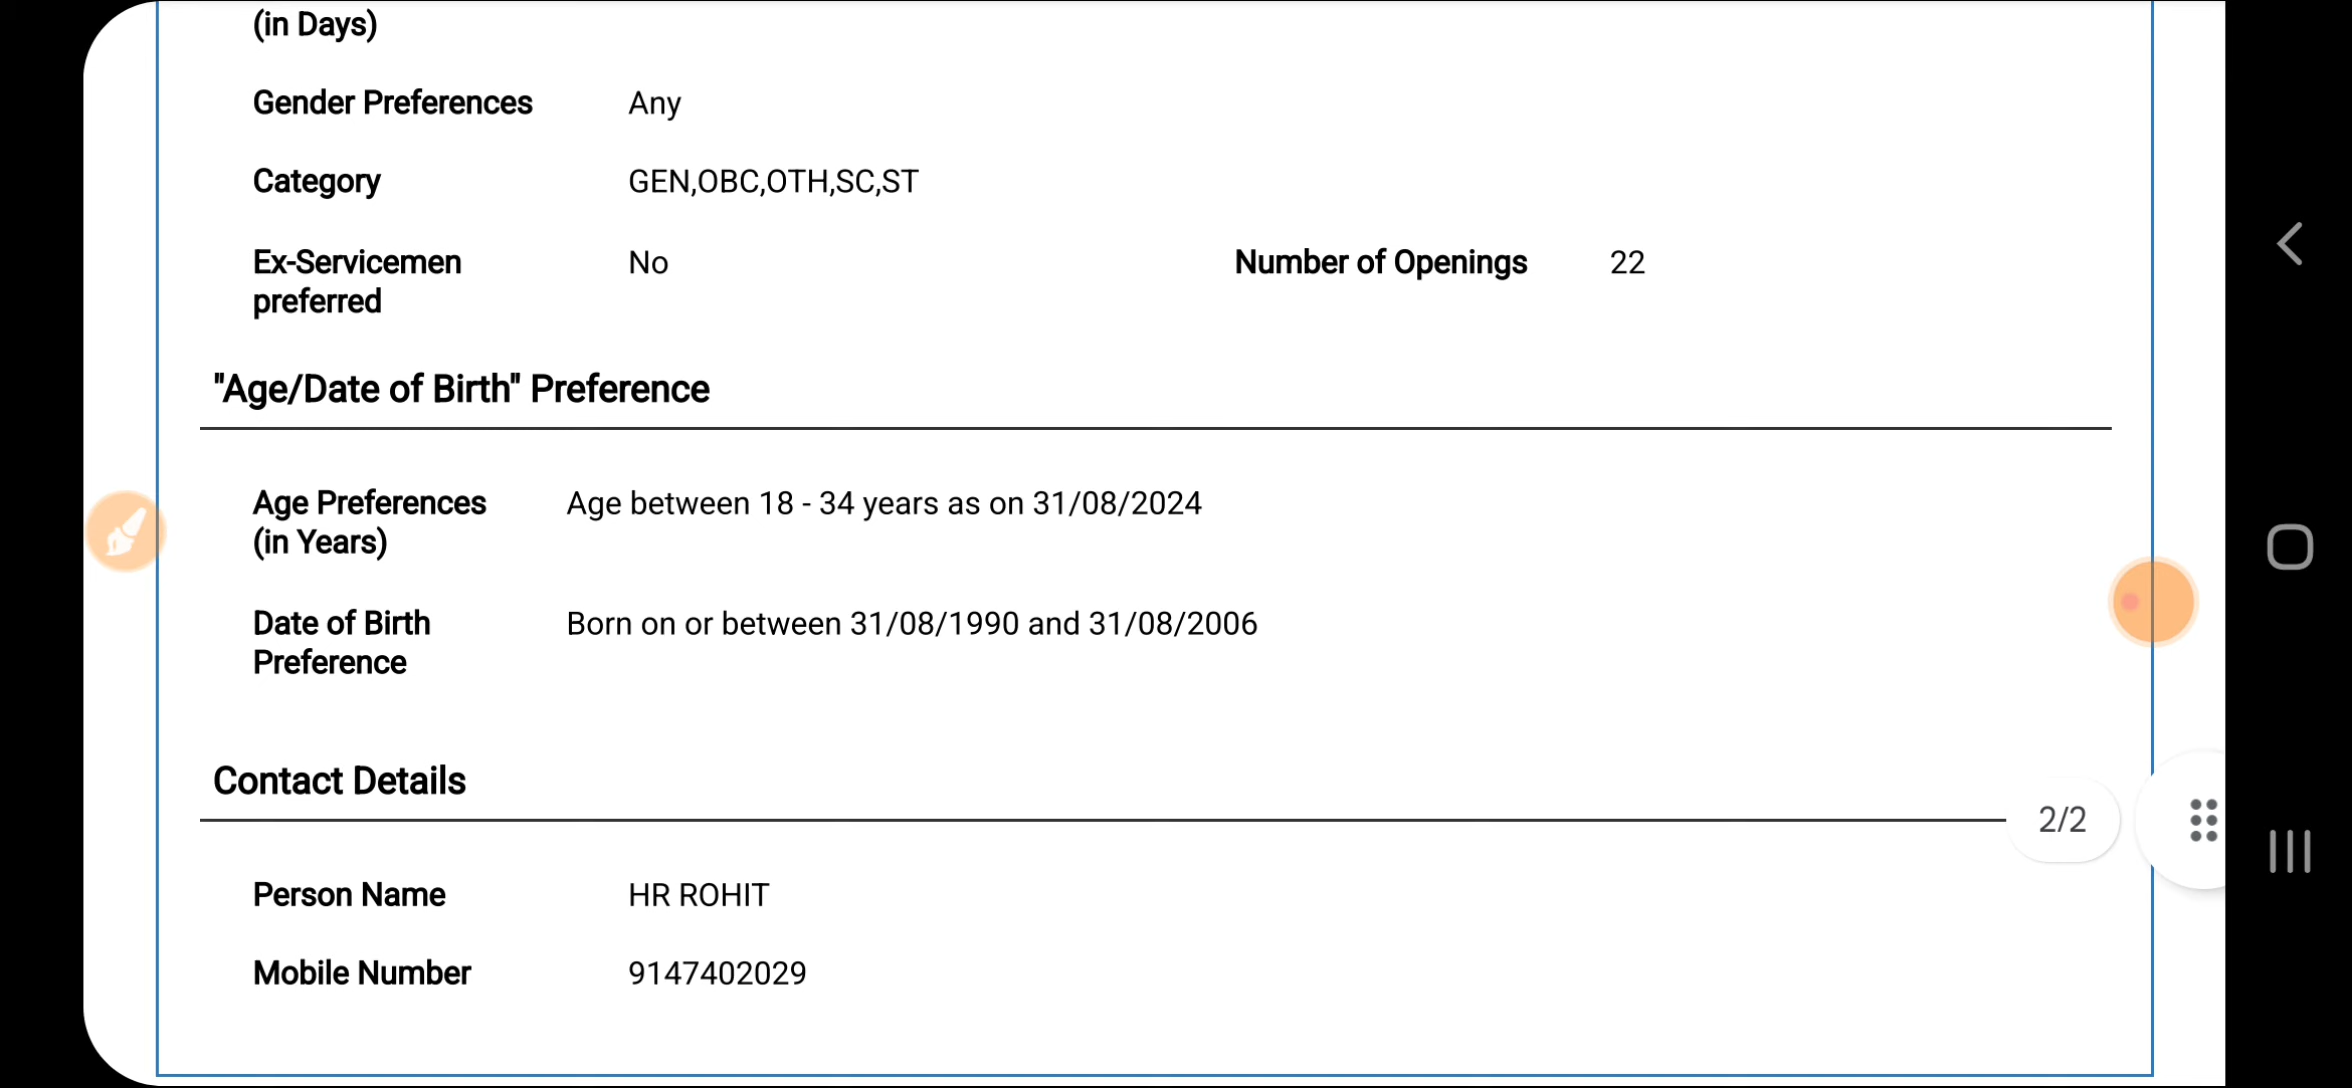 (in Days)
Gender Preferences Any
Category GEN,OBC,OTH,SC,ST
Ex-Servicemen preferred No Number of Openings 22
"Age/Date of Birth" Preference
Age Preferences (in Years) Age between 18 - 34 years as on 31/08/2024
Date of Birth Preference Born on or between 31/08/1990 and 31/08/2006
Contact Details
2/2
Person Name HR ROHIT
Mobile Number 9147402029